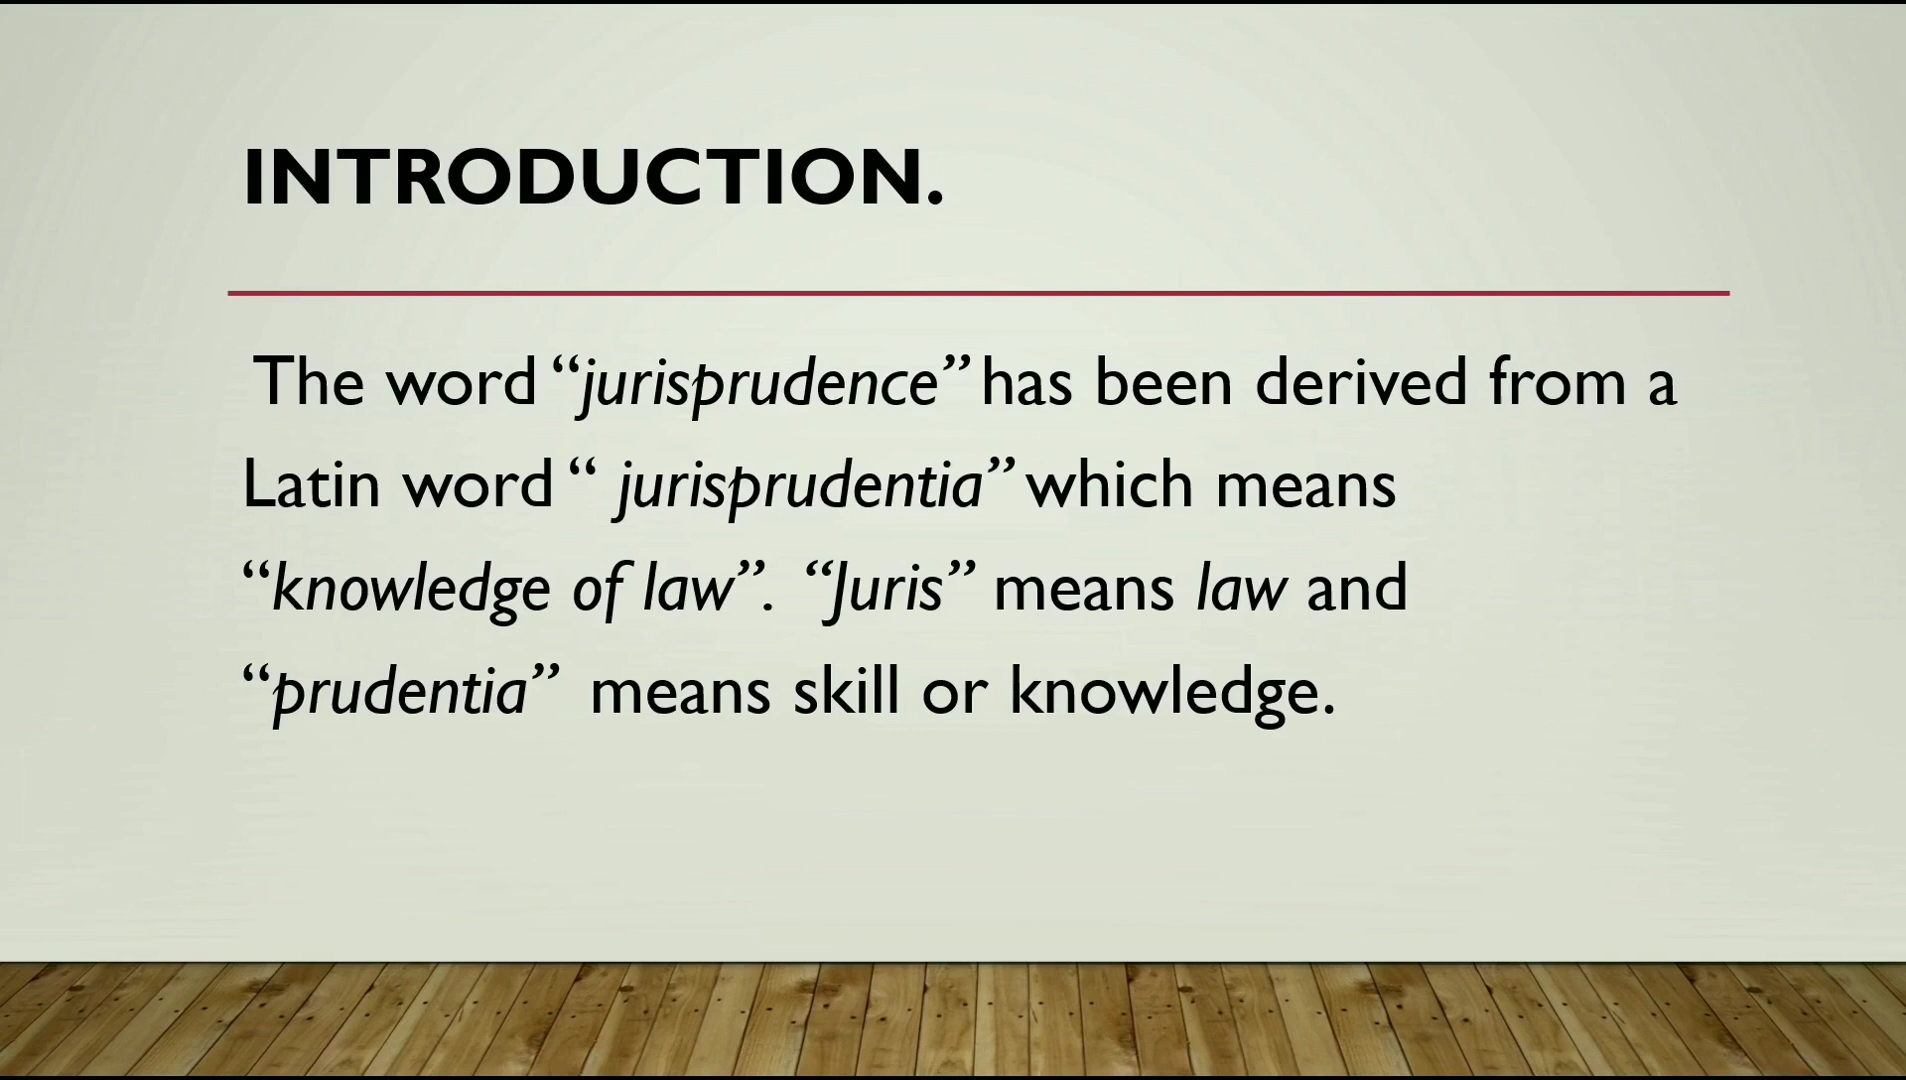 INTRODUCTION.
The word “jurisprudence” has been derived from a
Latin word “ jurisprudentia” which means
“knowledge of law”. “Juris” means law and
“prudentia” means skill or knowledge.